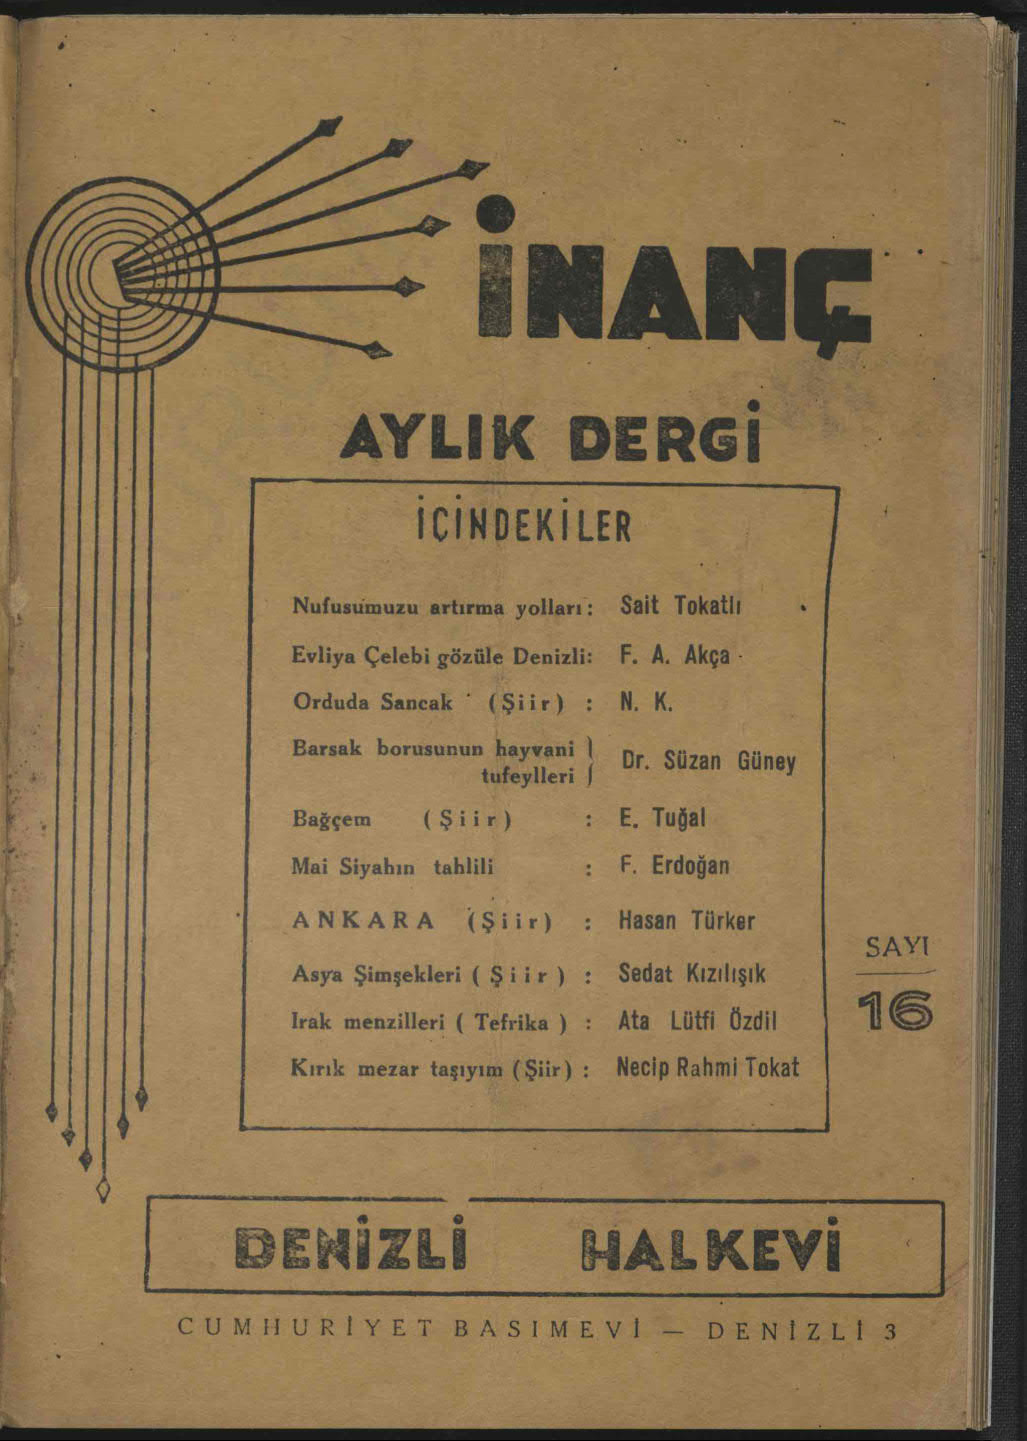 İNANÇ
AYLIK DERGİ
İÇİNDEKİLER
Nufusumuzu artırma yolları : Sait Tokatlı
Evliya Çelebi gözüle Denizli: F. A. Akça
Orduda Sancak (Şiir) : N. K.
Barsak borusunun hayvani
tufeylleri } Dr. Süzan Güney
Bağçem (Şiir) : E. Tuğal
Mai Siyahın tahlili : F. Erdoğan
ANKARA (Şiir) : Hasan Türker
Asya Şimşekleri ( Şiir ) : Sedat Kızılışık
Irak menzilleri ( Tefrika ) : Ata Lûtfi Özdil
Kırık mezar taşıyım (Şiir) : Necip Rahmi Tokat
SAYI
16
DENİZLİ HALKEVİ
CUMHURİYET BASIMEVİ — DENİZLİ 3